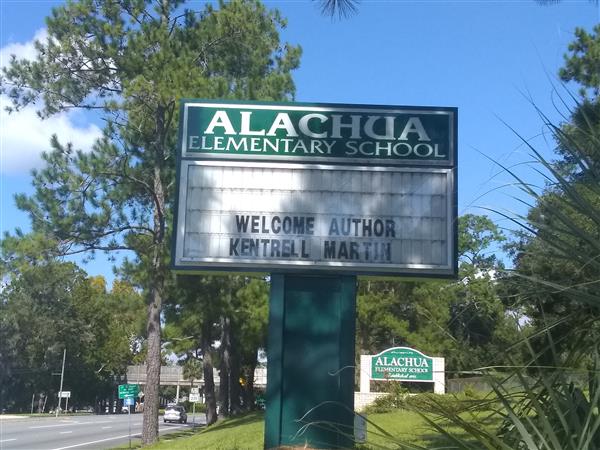 ALACHUA
ELEMENTARY SCHOOL
WELCOME AUTHOR
KENTRELL MARTIN
ALACHUA
ELEMENTARY SCHOOL